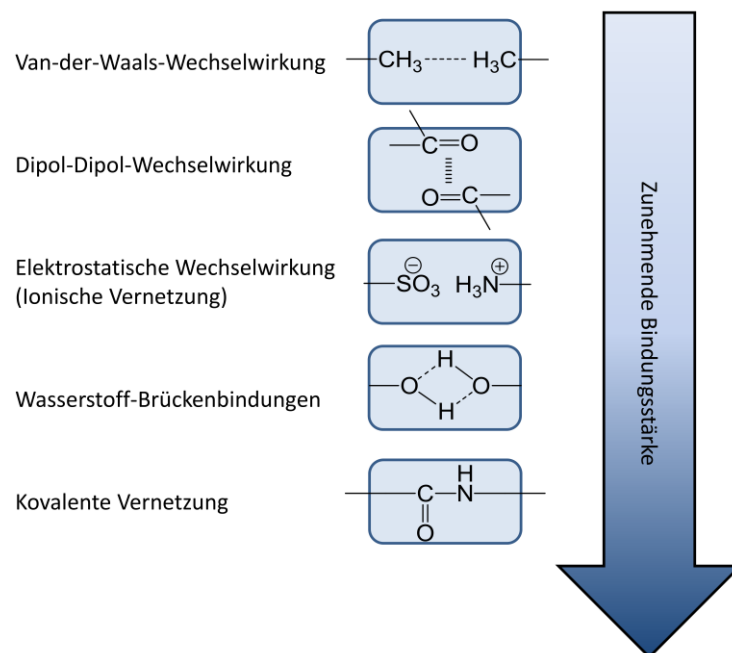 Van-der-Waals-Wechselwirkung
CH3 H3C
Dipol-Dipol-Wechselwirkung
C=O
O=C
Elektrostatische Wechselwirkung
(Ionische Vernetzung)
⊖ ⊕
SO3 H3N
Wasserstoff-Brückenbindungen
H
O O
H
Kovalente Vernetzung
H
C N
O
Zunehmende Bindungsstärke